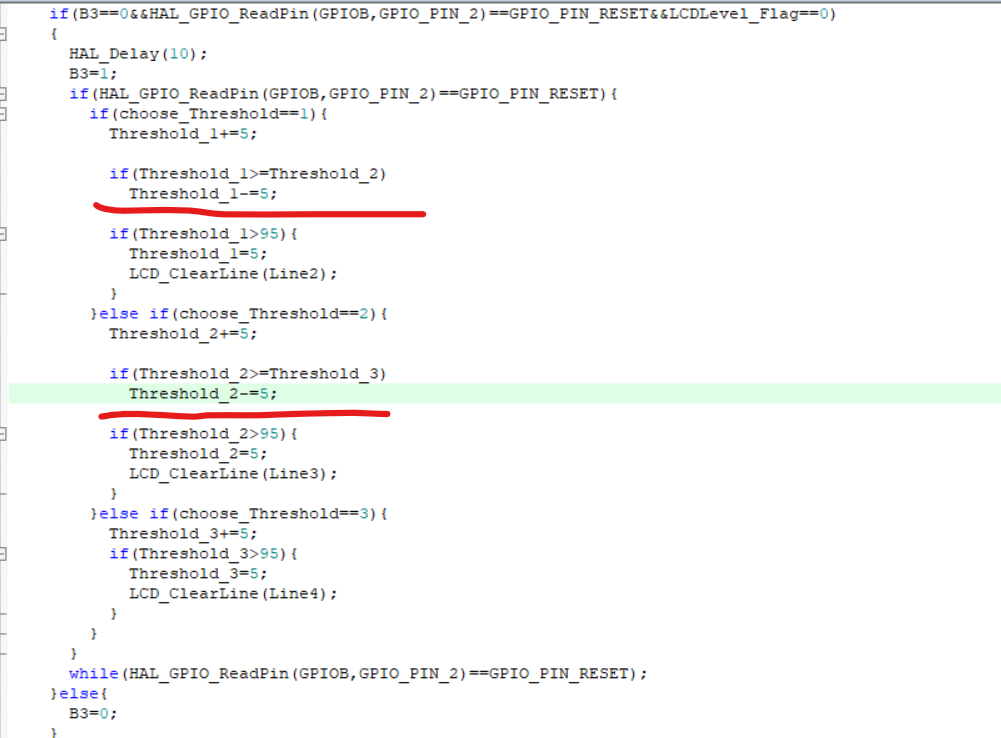 if(B3==0&&HAL_GPIO_ReadPin(GPIOB,GPIO_PIN_2)==GPIO_PIN_RESET&&LCDLevel_Flag==0)
{
HAL_Delay(10);
B3=1;
if(HAL_GPIO_ReadPin(GPIOB,GPIO_PIN_2)==GPIO_PIN_RESET){
if(choose_Threshold==1){
Threshold_1+=5;
if(Threshold_1>=Threshold_2)
Threshold_1-=5;
if(Threshold_1>95){
Threshold_1=5;
LCD_ClearLine(Line2);
}
}else if(choose_Threshold==2){
Threshold_2+=5;
if(Threshold_2>=Threshold_3)
Threshold_2-=5;
if(Threshold_2>95){
Threshold_2=5;
LCD_ClearLine(Line3);
}
}else if(choose_Threshold==3){
Threshold_3+=5;
if(Threshold_3>95){
Threshold_3=5;
LCD_ClearLine(Line4);
}
}
}
while(HAL_GPIO_ReadPin(GPIOB,GPIO_PIN_2)==GPIO_PIN_RESET);
}else{
B3=0;
}